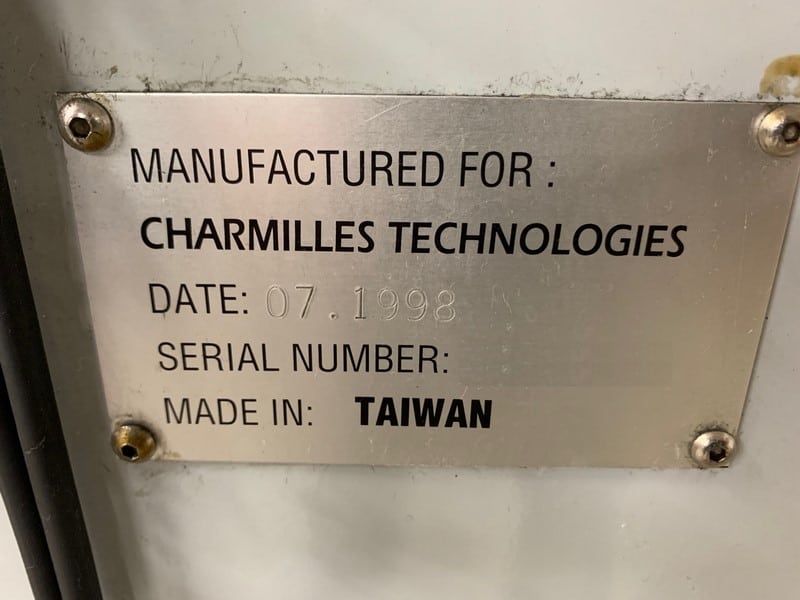 MANUFACTURED FOR :
CHARMILLES TECHNOLOGIES
DATE: 07.1998
SERIAL NUMBER:
MADE IN: TAIWAN